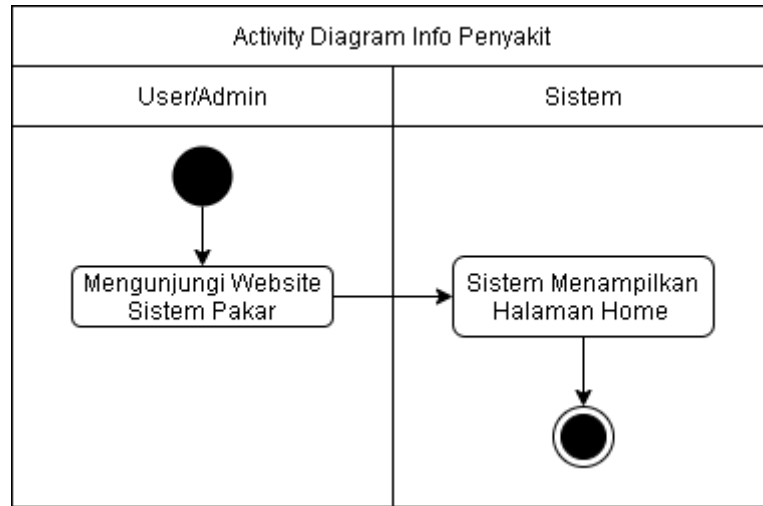 Activity Diagram Info Penyakit
User/Admin
Sistem
Mengunjungi Website
Sistem Pakar
Sistem Menampilkan
Halaman Home